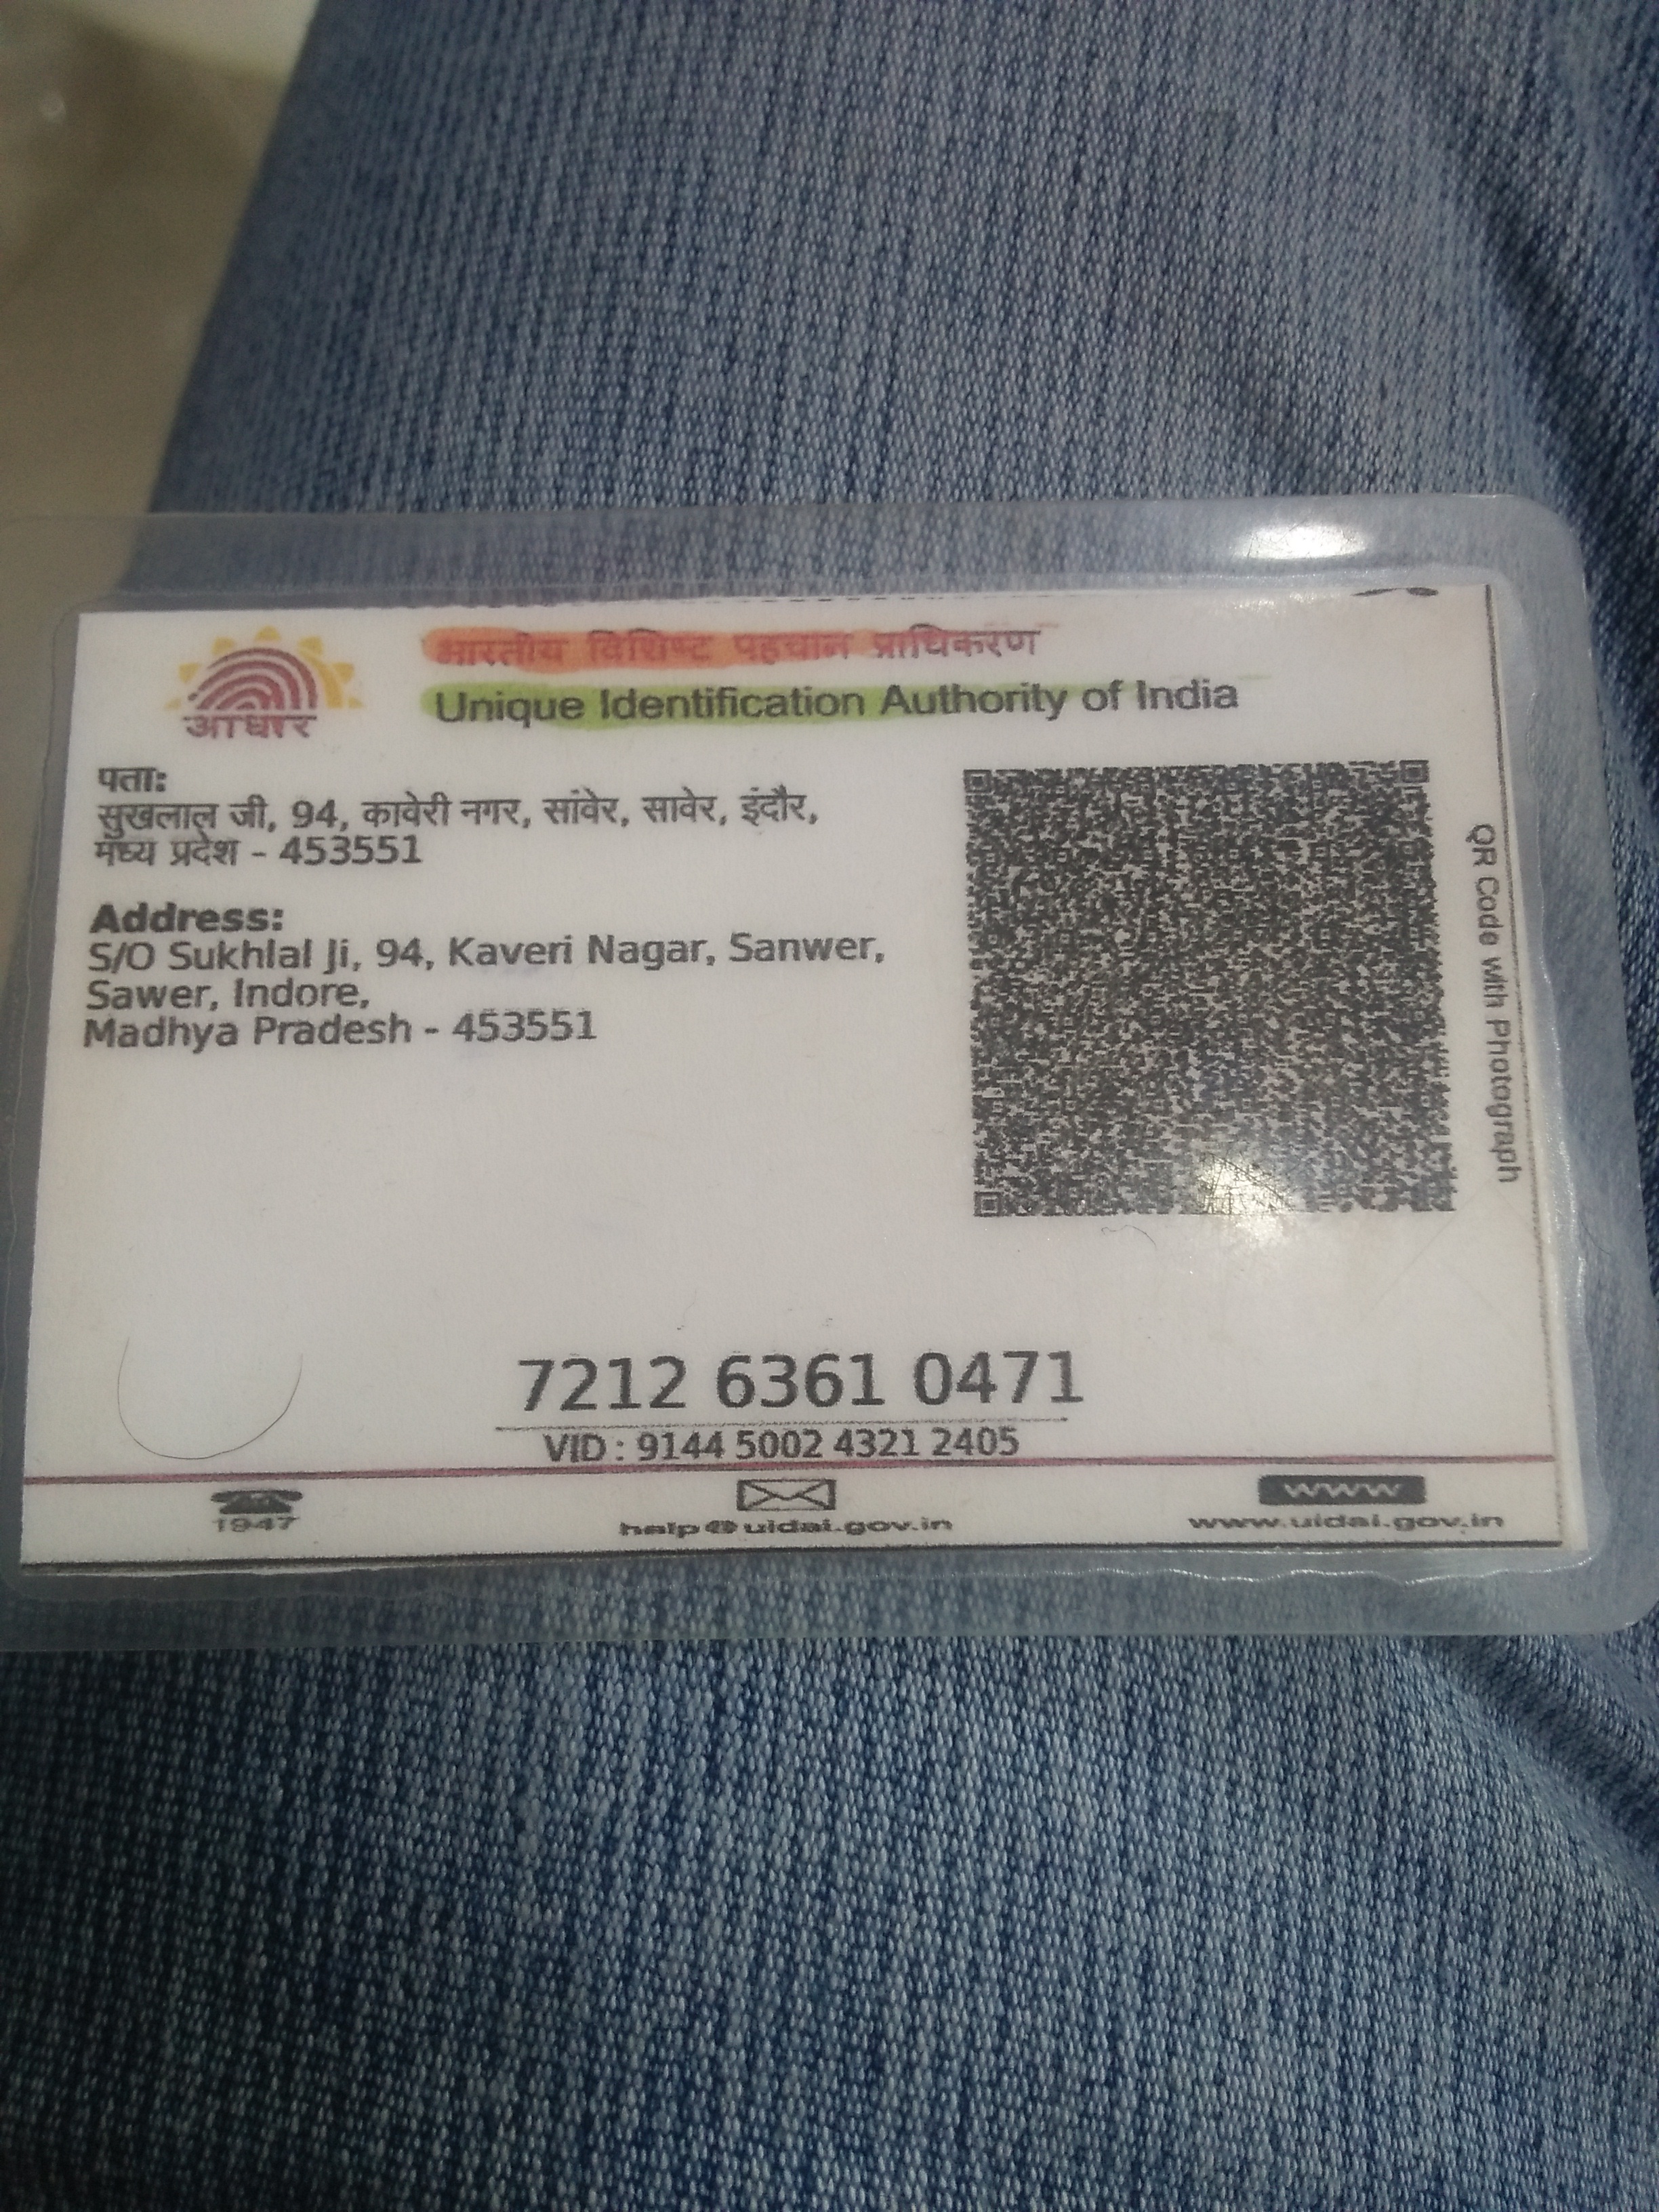 आधार
भारतीय विशिष्ट पहचान प्राधिकरण
Unique Identification Authority of India
पता:
सुखलाल जी, 94, कावेरी नगर, सांवेर, सावेर, इंदौर,
मध्य प्रदेश - 453551
Address:
S/O Sukhlal Ji, 94, Kaveri Nagar, Sanwer,
Sawer, Indore,
Madhya Pradesh - 453551
QR Code with Photograph
7212 6361 0471
VID : 9144 5002 4321 2405
1947
help@uidai.gov.in
www
www.uidai.gov.in